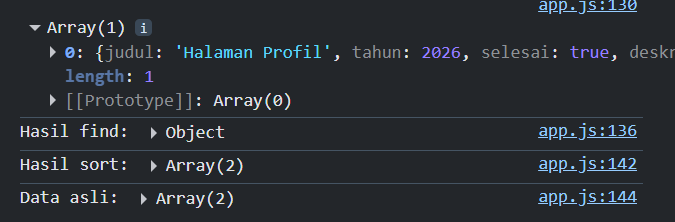 app.js:130
▼ Array(1) i
▶ 0: {judul: 'Halaman Profil', tahun: 2026, selesai: true, deskr
length: 1
▶ [[Prototype]]: Array(0)
Hasil find: ▶ Object app.js:136
Hasil sort: ▶ Array(2) app.js:142
Data asli: ▶ Array(2) app.js:144